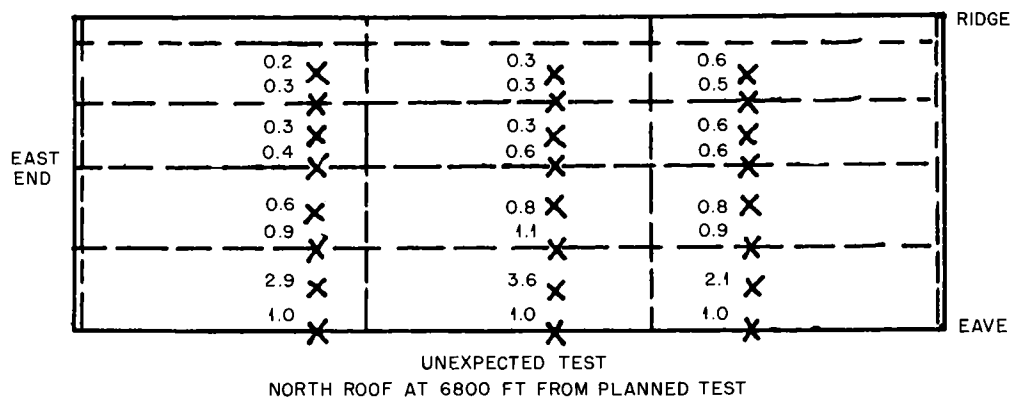 RIDGE
0.2 0.3 0.6
0.3 0.3 0.5
0.3 0.3 0.6
0.4 0.6 0.6
EAST
END
0.6 0.8 0.8
0.9 1.1 0.9
2.9 3.6 2.1
1.0 1.0 1.0
EAVE
UNEXPECTED TEST
NORTH ROOF AT 6800 FT FROM PLANNED TEST